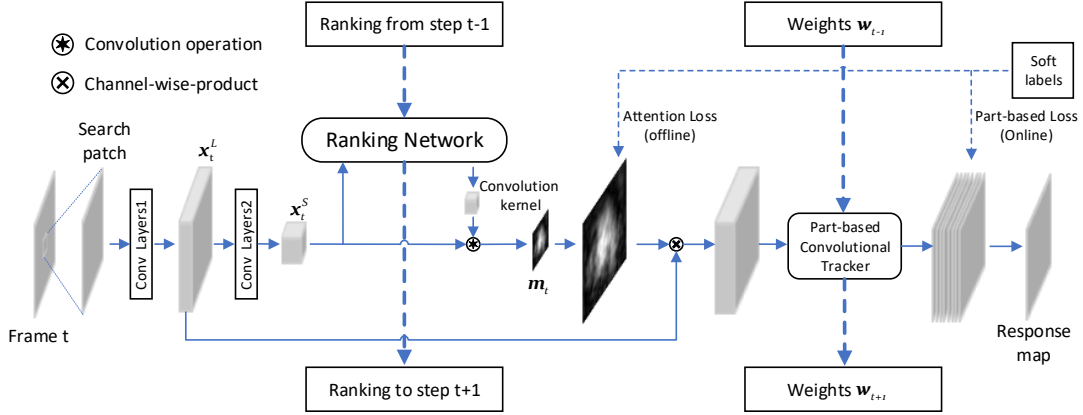 Ranking from step t-1
Weights w_{t-1}
Convolution operation
Channel-wise-product
Soft
labels
Search
patch
x_t^L
Attention Loss
(offline)
Part-based Loss
(Online)
Ranking Network
Conv Layers1
Conv Layers2
x_t^S
Convolution
kernel
m_t
Part-based
Convolutional
Tracker
Frame t
Response
map
Ranking to step t+1
Weights w_{t+1}